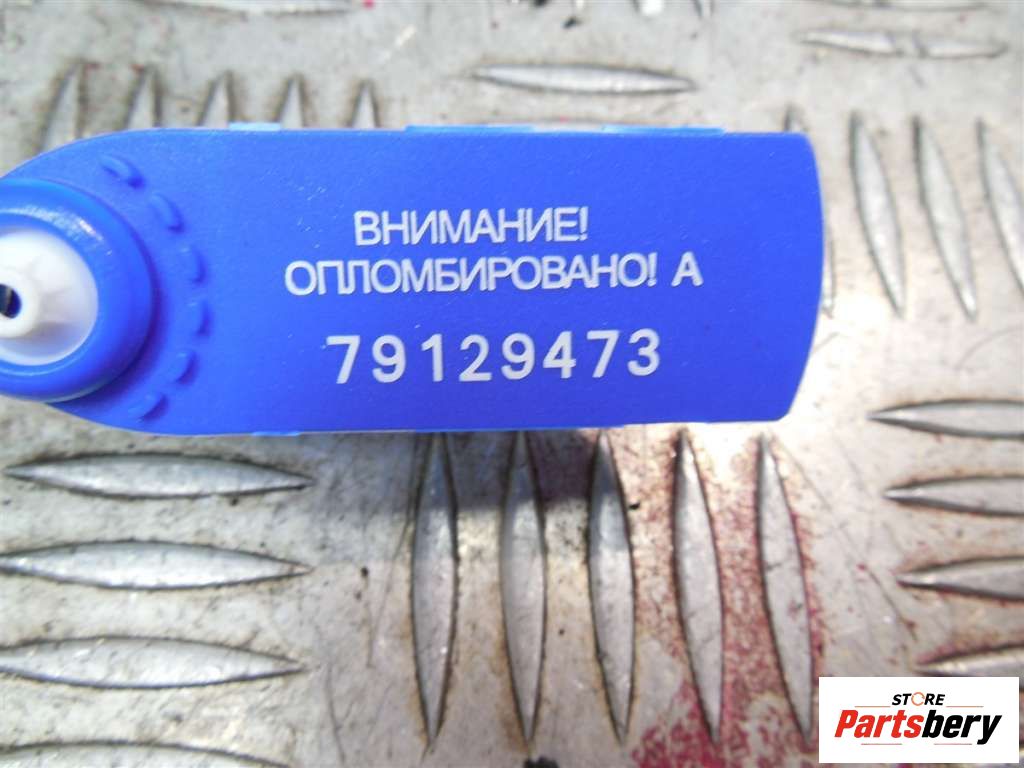 ВНИМАНИЕ!
ОПЛОМБИРОВАНО! А
79129473
STORE
Partsbery